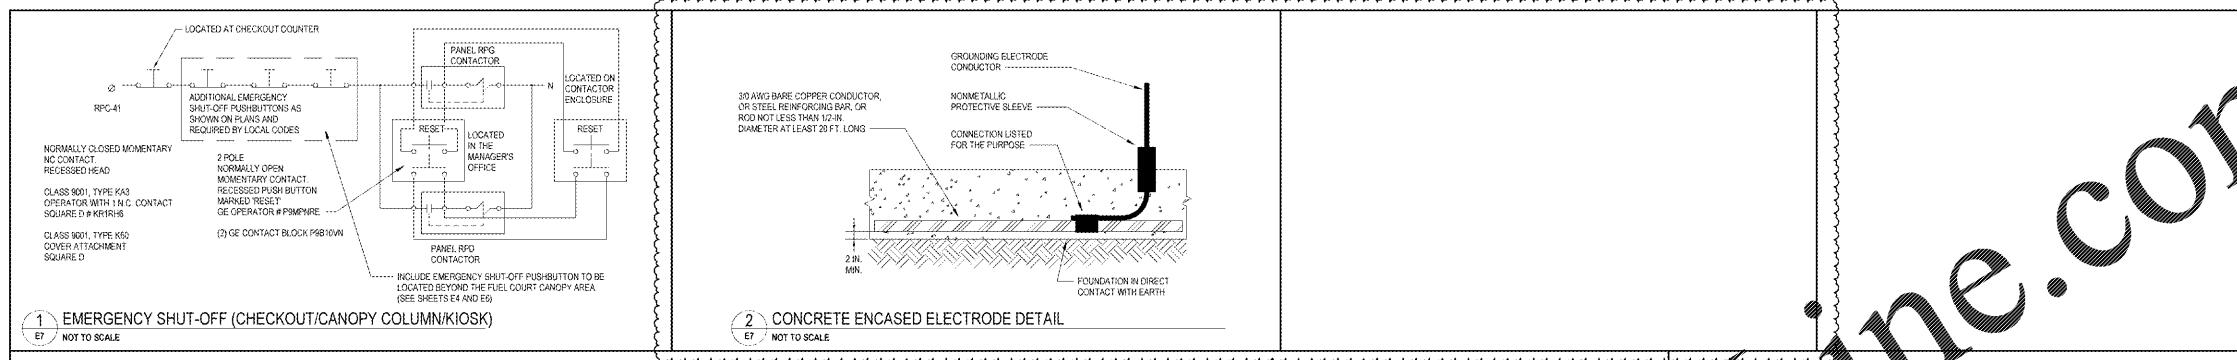 LOCATED AT CHECKOUT COUNTER
PANEL RPG
CONTACTOR
N
LOCATED ON
CONTACTOR
ENCLOSURE
ADDITIONAL EMERGENCY
SHUT-OFF PUSHBUTTONS AS
SHOWN ON PLANS AND
REQUIRED BY LOCAL CODES
RESET
LOCATED
IN THE
MANAGER'S
OFFICE
RESET
NORMALLY CLOSED MOMENTARY
NC CONTACT.
RECESSED HEAD
CLASS 9001, TYPE KA3
OPERATOR WITH 1 N.C. CONTACT
SQUARE D # KR1RH6
CLASS 9001, TYPE K60
COVER ATTACHMENT
SQUARE D
2 POLE
NORMALLY OPEN
MOMENTARY CONTACT.
RECESSED PUSH BUTTON
MARKED 'RESET'
GE OPERATOR # P9MPNRE
(2) GE CONTACT BLOCK P9B10VN
PANEL RPD
CONTACTOR
INCLUDE EMERGENCY SHUT-OFF PUSHBUTTON TO BE
LOCATED BEYOND THE FUEL COURT CANOPY AREA
(SEE SHEETS E4 AND E6)
1
E7
EMERGENCY SHUT-OFF (CHECKOUT/CANOPY COLUMN/KIOSK)
NOT TO SCALE
GROUNDING ELECTRODE
CONDUCTOR
3/0 AWG BARE COPPER CONDUCTOR,
OR STEEL REINFORCING BAR, OR
ROD NOT LESS THAN 1/2-IN.
DIAMETER AT LEAST 20 FT. LONG
NONMETALLIC
PROTECTIVE SLEEVE
CONNECTION LISTED
FOR THE PURPOSE
2 IN.
MIN.
FOUNDATION IN DIRECT
CONTACT WITH EARTH
2
E7
CONCRETE ENCASED ELECTRODE DETAIL
NOT TO SCALE
ine.con